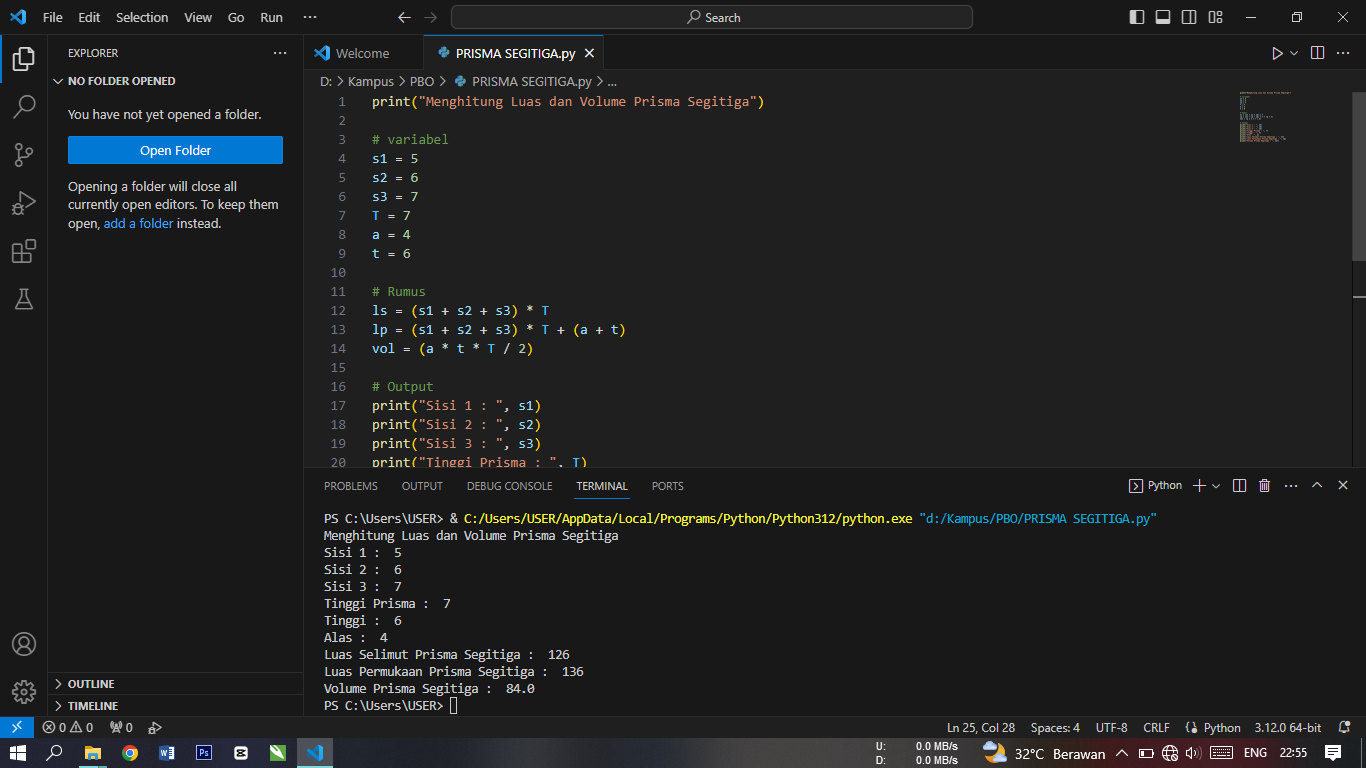 File Edit Selection View Go Run ···
Search
EXPLORER ···
NO FOLDER OPENED
You have not yet opened a folder.
Open Folder
Opening a folder will close all
currently open editors. To keep them
open, add a folder instead.
OUTLINE
TIMELINE
Welcome
PRISMA SEGITIGA.py
D: > Kampus > PBO > PRISMA SEGITIGA.py > ...
1 print("Menghitung Luas dan Volume Prisma Segitiga")
2
3 # variabel
4 s1 = 5
5 s2 = 6
6 s3 = 7
7 T = 7
8 a = 4
9 t = 6
10
11 # Rumus
12 ls = (s1 + s2 + s3) * T
13 lp = (s1 + s2 + s3) * T + (a + t)
14 vol = (a * t * T / 2)
15
16 # Output
17 print("Sisi 1 : ", s1)
18 print("Sisi 2 : ", s2)
19 print("Sisi 3 : ", s3)
20 print("Tinggi Prisma : ", T)
PROBLEMS OUTPUT DEBUG CONSOLE TERMINAL PORTS
Python
PS C:\Users\USER> & C:/Users/USER/AppData/Local/Programs/Python/Python312/python.exe "d:/Kampus/PBO/PRISMA SEGITIGA.py"
Menghitung Luas dan Volume Prisma Segitiga
Sisi 1 :  5
Sisi 2 :  6
Sisi 3 :  7
Tinggi Prisma :  7
Tinggi :  6
Alas :  4
Luas Selimut Prisma Segitiga :  126
Luas Permukaan Prisma Segitiga :  136
Volume Prisma Segitiga :  84.0
PS C:\Users\USER>
0 0 0
Ln 25, Col 28 Spaces: 4 UTF-8 CRLF Python 3.12.0 64-bit
U: 0.0 MB/s
D: 0.0 MB/s
32°C Berawan ENG 22:55